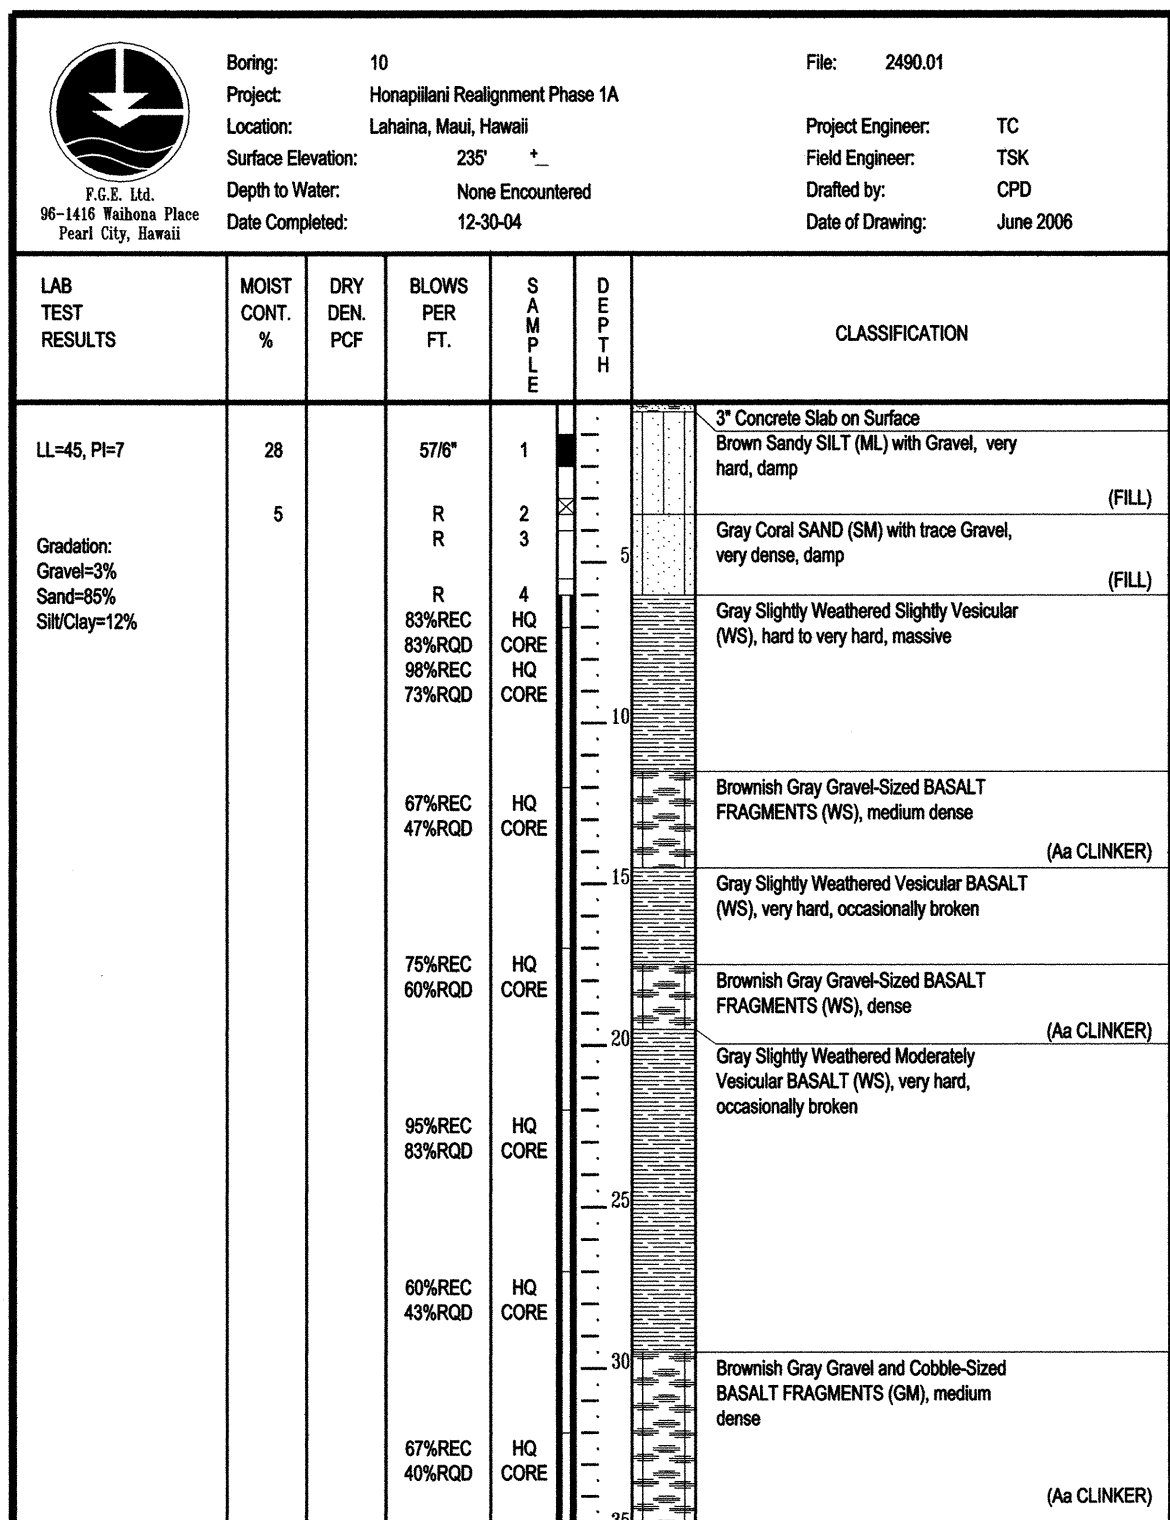 F.G.E. Ltd.
96-1416 Waihona Place
Pearl City, Hawaii
Boring: 10
Project: Honapiilani Realignment Phase 1A
Location: Lahaina, Maui, Hawaii
Surface Elevation: 235' +_
Depth to Water: None Encountered
Date Completed: 12-30-04
File: 2490.01
Project Engineer: TC
Field Engineer: TSK
Drafted by: CPD
Date of Drawing: June 2006
LAB
TEST
RESULTS
MOIST
CONT.
%
DRY
DEN.
PCF
BLOWS
PER
FT.
SAMPLE
DEPTH
CLASSIFICATION
3" Concrete Slab on Surface
LL=45, PI=7 28 57/6" 1 Brown Sandy SILT (ML) with Gravel, very
hard, damp
(FILL)
5 R 2
R 3 Gray Coral SAND (SM) with trace Gravel,
Gradation: 5 very dense, damp
Gravel=3% (FILL)
Sand=85% R 4
Silt/Clay=12% 83%REC HQ Gray Slightly Weathered Slightly Vesicular
83%RQD CORE (WS), hard to very hard, massive
98%REC HQ
73%RQD CORE
10
Brownish Gray Gravel-Sized BASALT
67%REC HQ FRAGMENTS (WS), medium dense
47%RQD CORE
(Aa CLINKER)
15 Gray Slightly Weathered Vesicular BASALT
(WS), very hard, occasionally broken
75%REC HQ
60%RQD CORE Brownish Gray Gravel-Sized BASALT
FRAGMENTS (WS), dense
(Aa CLINKER)
20
Gray Slightly Weathered Moderately
Vesicular BASALT (WS), very hard,
occasionally broken
95%REC HQ
83%RQD CORE
25
60%REC HQ
43%RQD CORE
30 Brownish Gray Gravel and Cobble-Sized
BASALT FRAGMENTS (GM), medium
dense
67%REC HQ
40%RQD CORE
(Aa CLINKER)
35